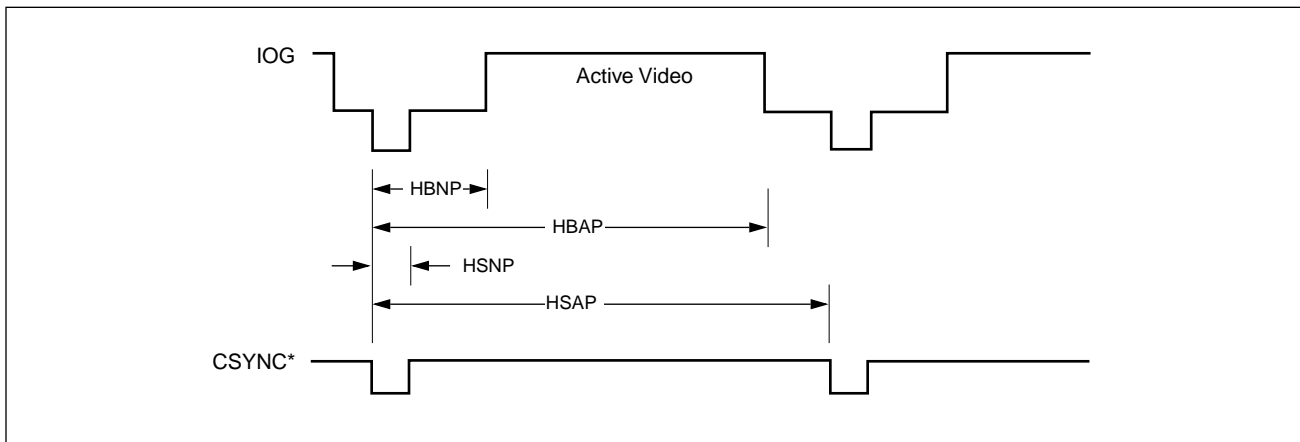 IOG
Active Video
HBNP
HBAP
HSNP
HSAP
CSYNC*